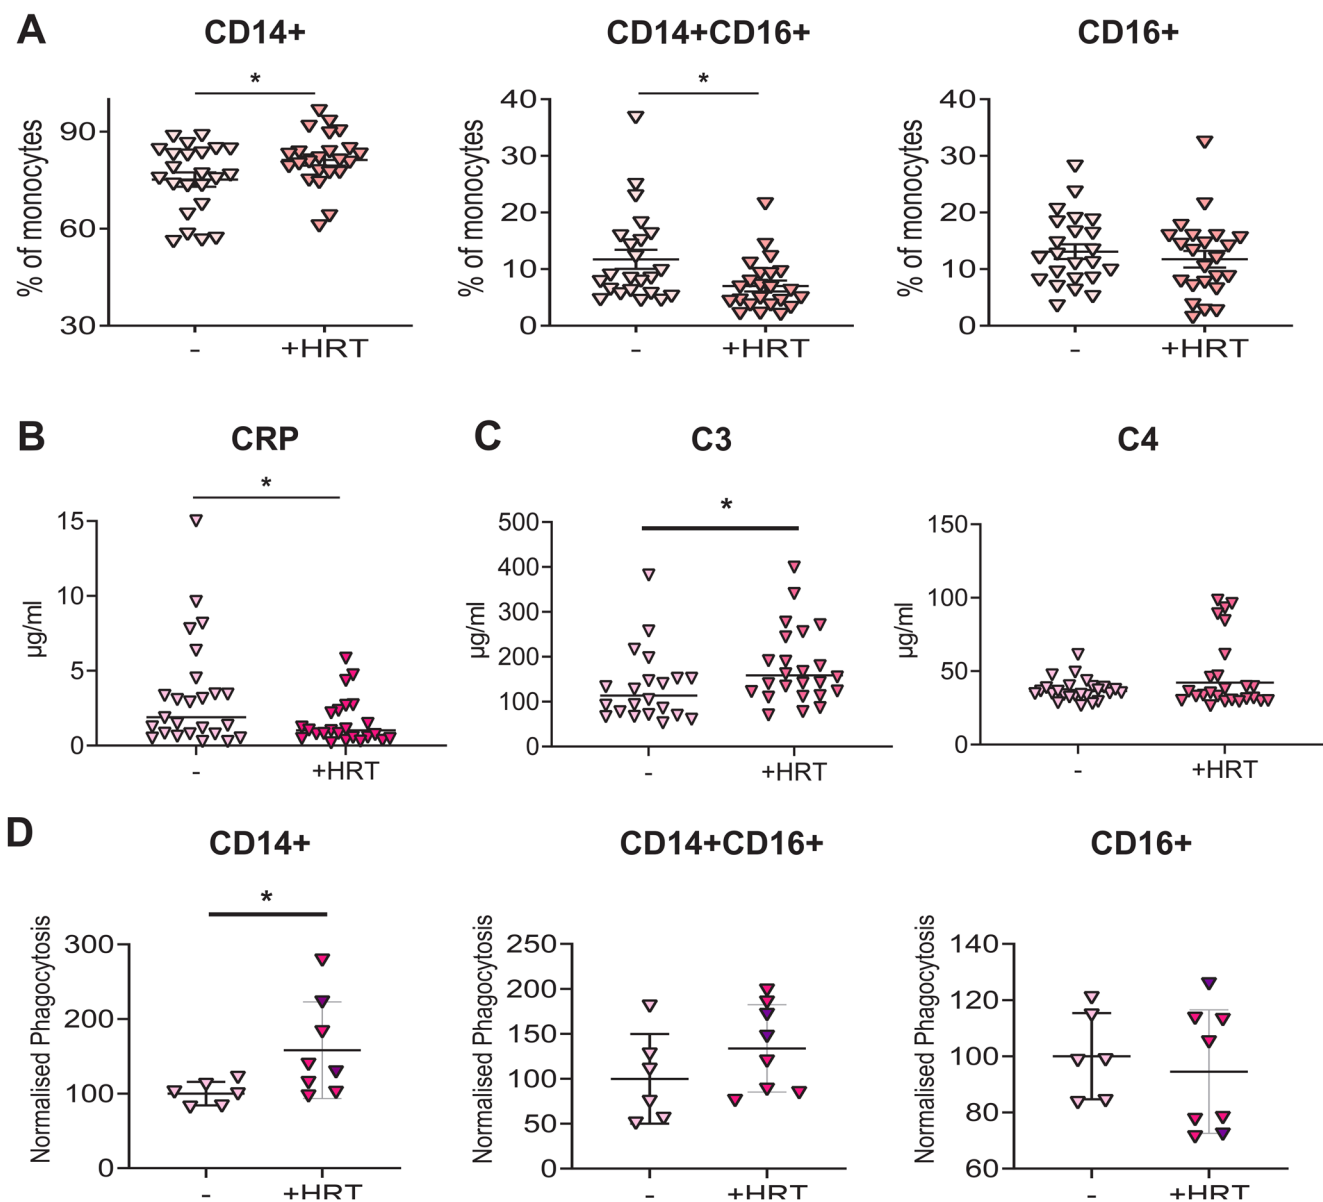 A
CD14+
CD14+CD16+
CD16+
*
*
% of monocytes
90
60
30
-
+HRT
% of monocytes
40
30
20
10
0
-
+HRT
% of monocytes
40
30
20
10
0
-
+HRT
B
CRP
C
C3
C4
*
*
µg/ml
15
10
5
0
-
+HRT
µg/ml
500
400
300
200
100
0
-
+HRT
µg/ml
150
100
50
0
-
+HRT
D
CD14+
CD14+CD16+
CD16+
*
Normalised Phagocytosis
300
200
100
0
-
+HRT
Normalised Phagocytosis
250
200
150
100
50
0
-
+HRT
Normalised Phagocytosis
140
120
100
80
60
-
+HRT